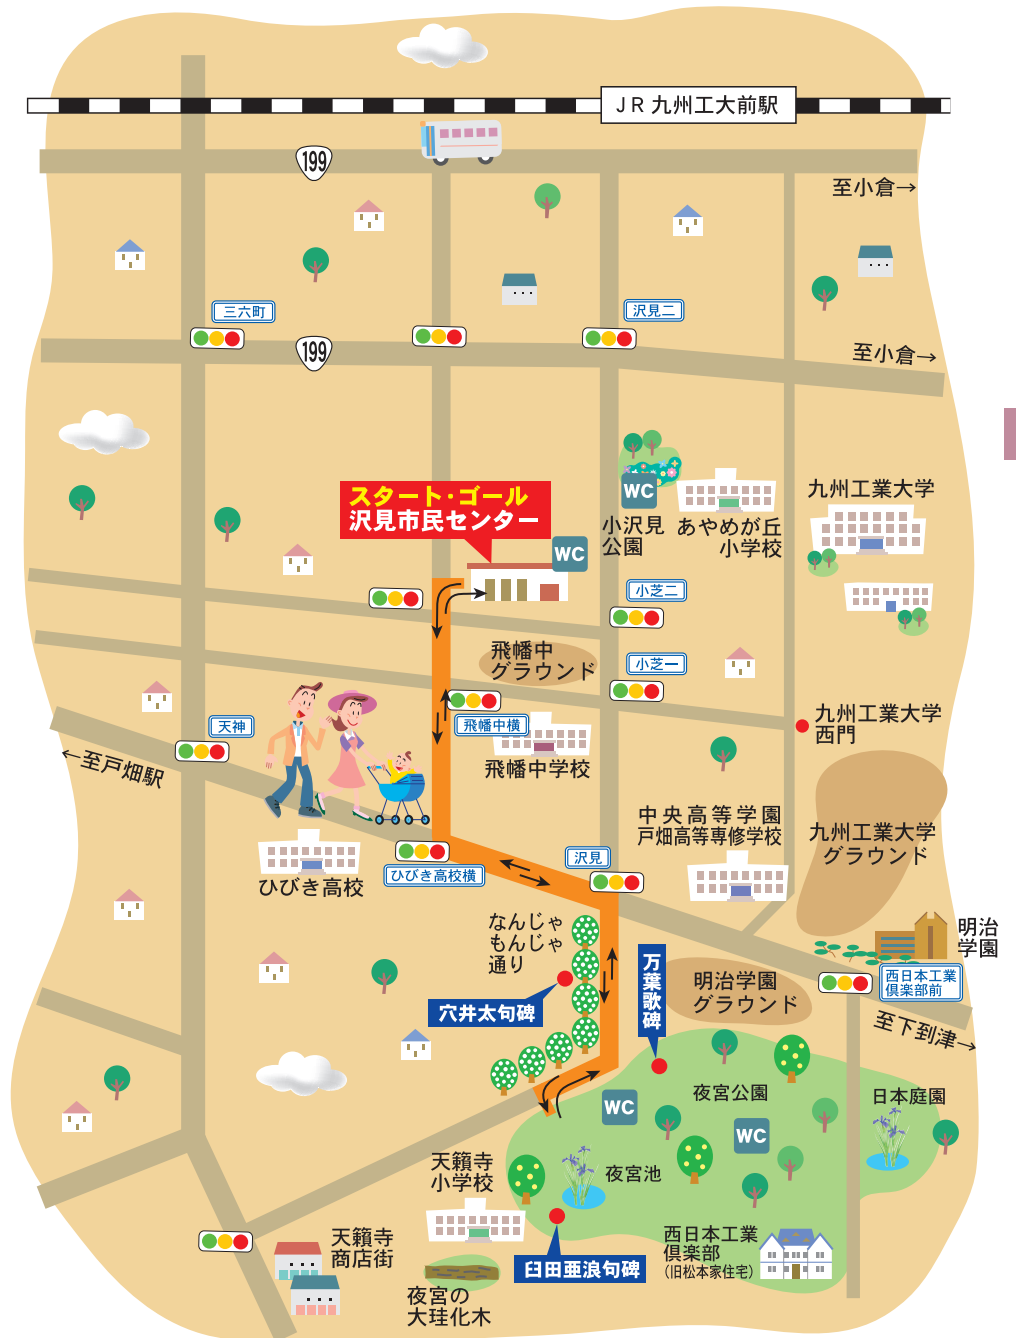 JR 九州工大前駅
199
至小倉→
三六町
沢見二
199
至小倉→
スタート・ゴール
沢見市民センター
WC
WC
小沢見
公園
あやめが丘
小学校
九州工業大学
小芝二
飛幡中
グラウンド
小芝一
天神
飛幡中横
九州工業大学
西門
←至戸畑駅
飛幡中学校
中央高等学園
戸畑高等専修学校
九州工業大学
グラウンド
ひびき高校
ひびき高校横
沢見
なんじゃ
もんじゃ
通り
万葉歌碑
明治学園
グラウンド
明治
学園
西日本工業
倶楽部前
穴井太句碑
至下到津→
夜宮公園
日本庭園
WC
WC
天籟寺
小学校
夜宮池
天籟寺
商店街
西日本工業
倶楽部
（旧松本家住宅）
臼田亜浪句碑
夜宮の
大珪化木